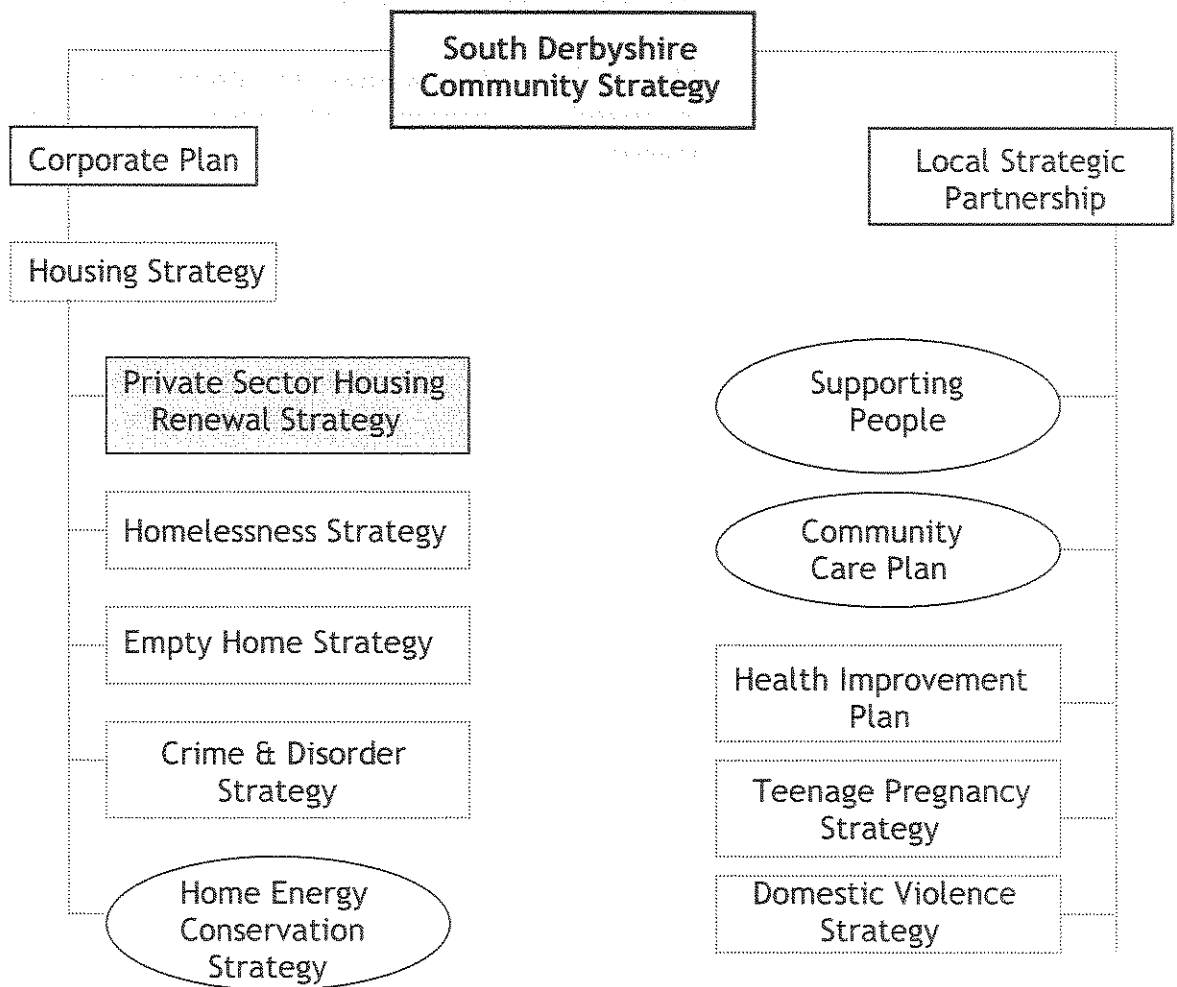 South Derbyshire
Community Strategy
Corporate Plan
Local Strategic
Partnership
Housing Strategy
Private Sector Housing
Renewal Strategy
Homelessness Strategy
Empty Home Strategy
Crime & Disorder
Strategy
Home Energy
Conservation
Strategy
Supporting
People
Community
Care Plan
Health Improvement
Plan
Teenage Pregnancy
Strategy
Domestic Violence
Strategy